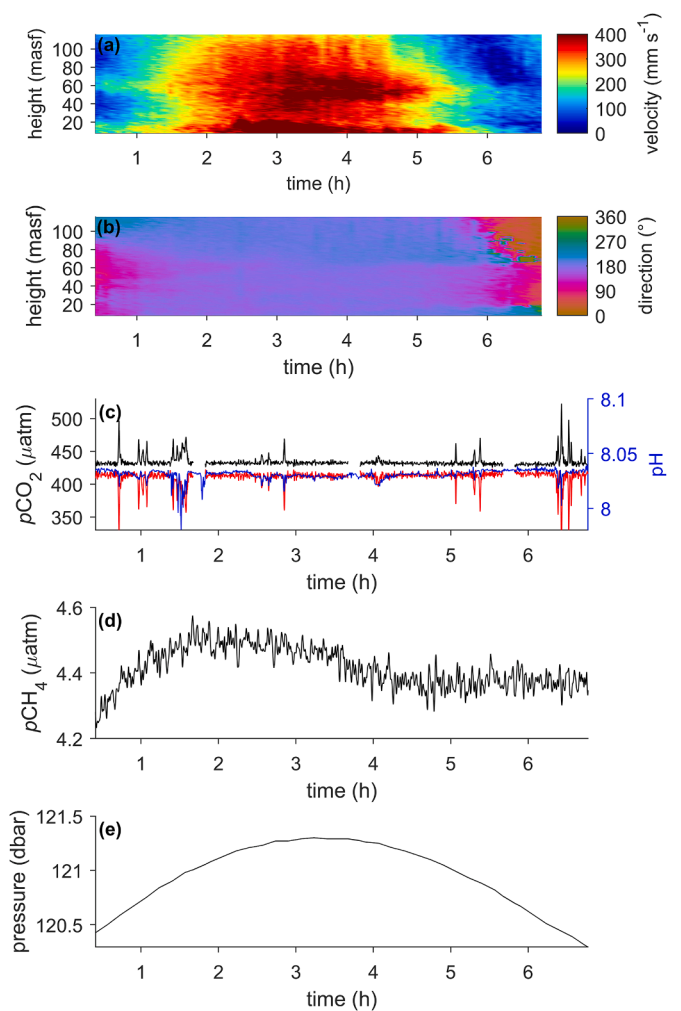 (a)
height (masf)
100
80
60
40
20
1 2 3 4 5 6
time (h)
400
300
200
100
0
velocity (mm s⁻¹)
(b)
height (masf)
100
80
60
40
20
1 2 3 4 5 6
time (h)
360
270
180
90
0
direction (°)
(c)
pCO₂ (µatm)
500
450
400
350
8.1
8.05
8
pH
1 2 3 4 5 6
time (h)
(d)
pCH₄ (µatm)
4.6
4.4
4.2
1 2 3 4 5 6
time (h)
(e)
pressure (dbar)
121.5
121
120.5
1 2 3 4 5 6
time (h)